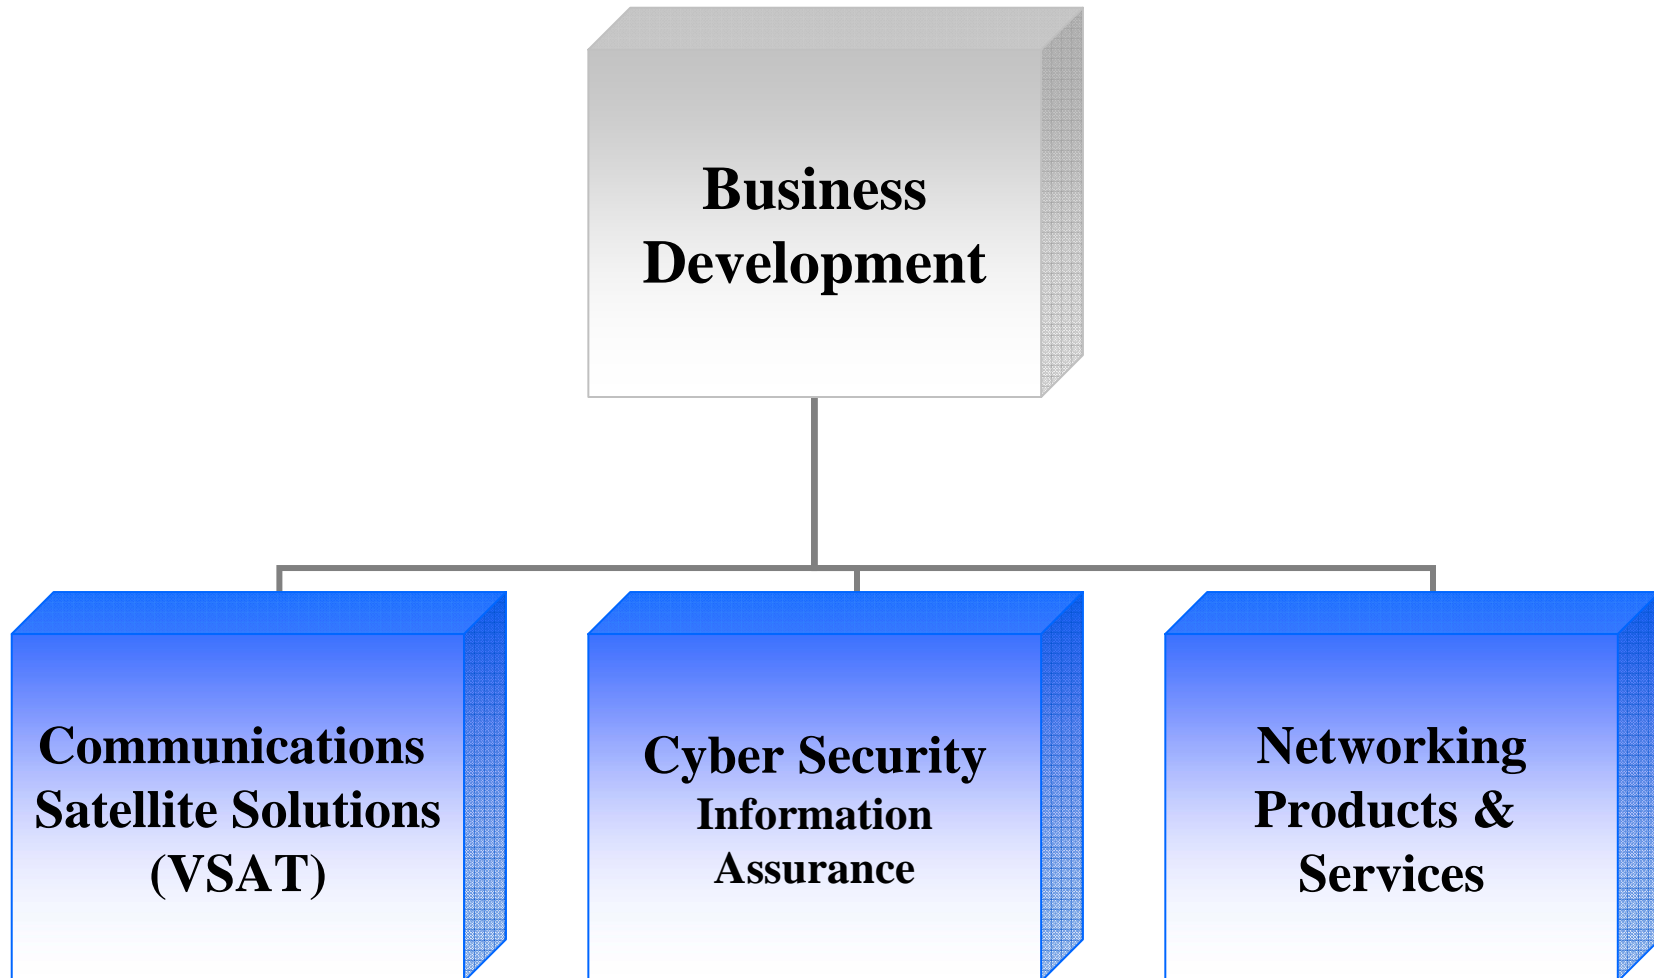 Business
Development
Communications
Satellite Solutions
(VSAT)
Cyber Security
Information
Assurance
Networking
Products &
Services